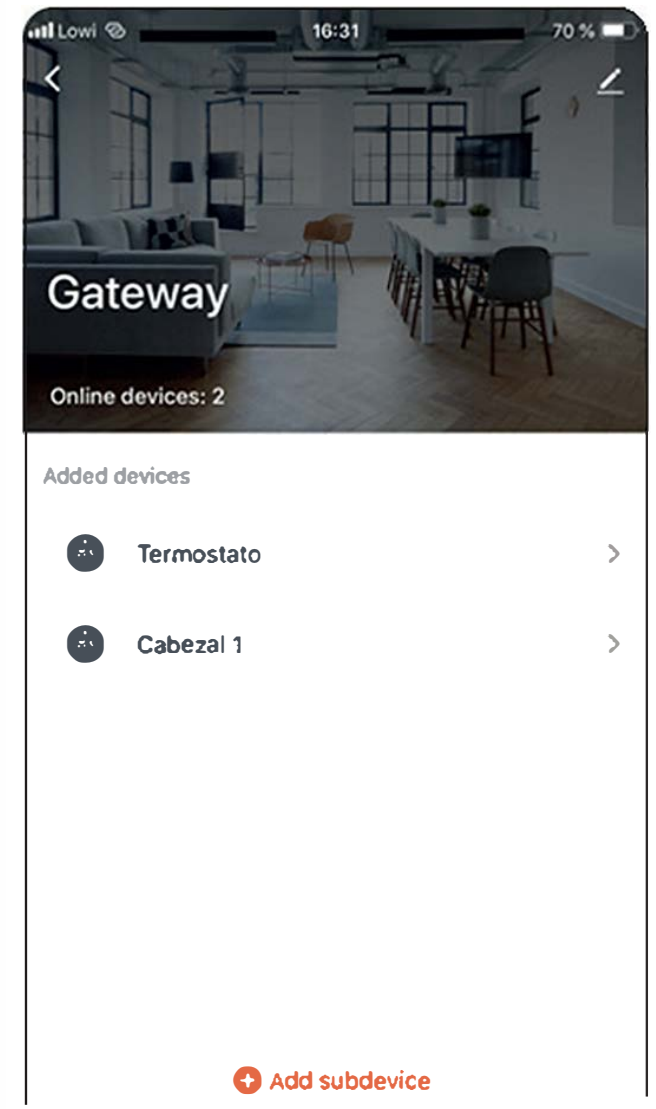 Lowi 16:31 70 %
Gateway
Online devices: 2
Added devices
Termostato
Cabezal 1
Add subdevice